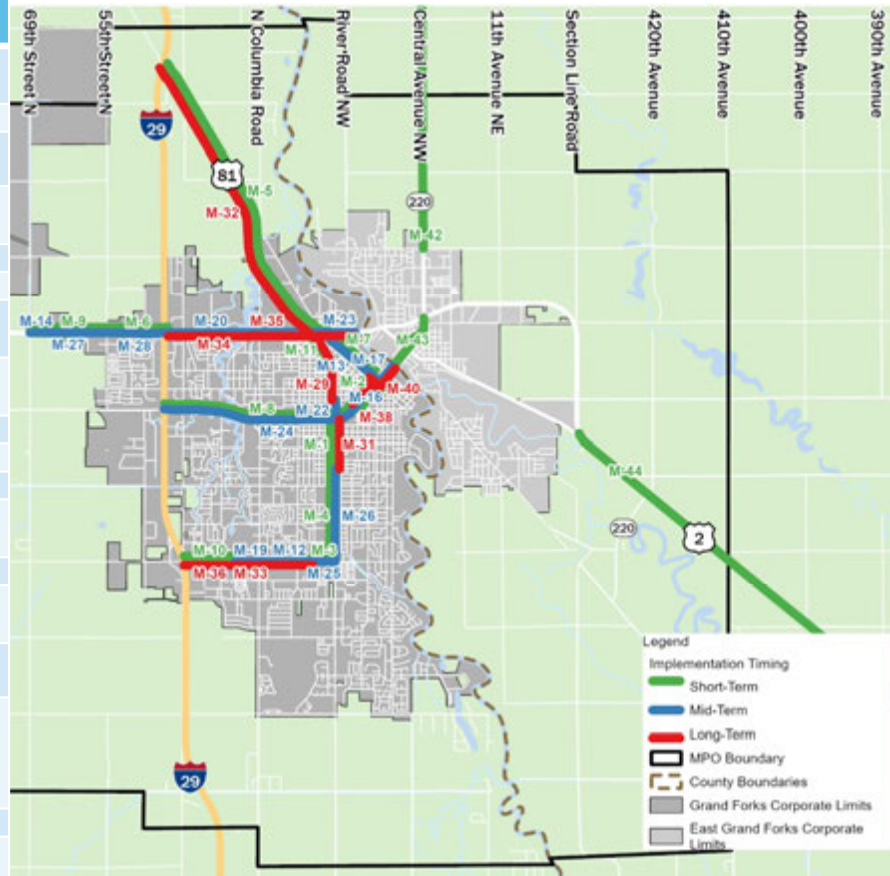 69th Street N
55th Street N
N Columbia Road
River Road NW
Central Avenue NW
11th Avenue NE
Section Line Road
420th Avenue
410th Avenue
400th Avenue
390th Avenue
29
81
M-5
M-32
220
M-42
M-14
M-9
M-6
M-20
M-35
M-23
M-27
M-28
M-34
M-11
M-7
M-43
M13
M-17
M-29
M-2
M-40
M-16
M-8
M-22
M-38
M-24
M-1
M-31
M-44
M-4
M-26
220
2
M-10
M-19
M-12
M-3
M-36
M-33
M-25
29
Legend
Implementation Timing
Short-Term
Mid-Term
Long-Term
MPO Boundary
County Boundaries
Grand Forks Corporate Limits
East Grand Forks Corporate
Limits